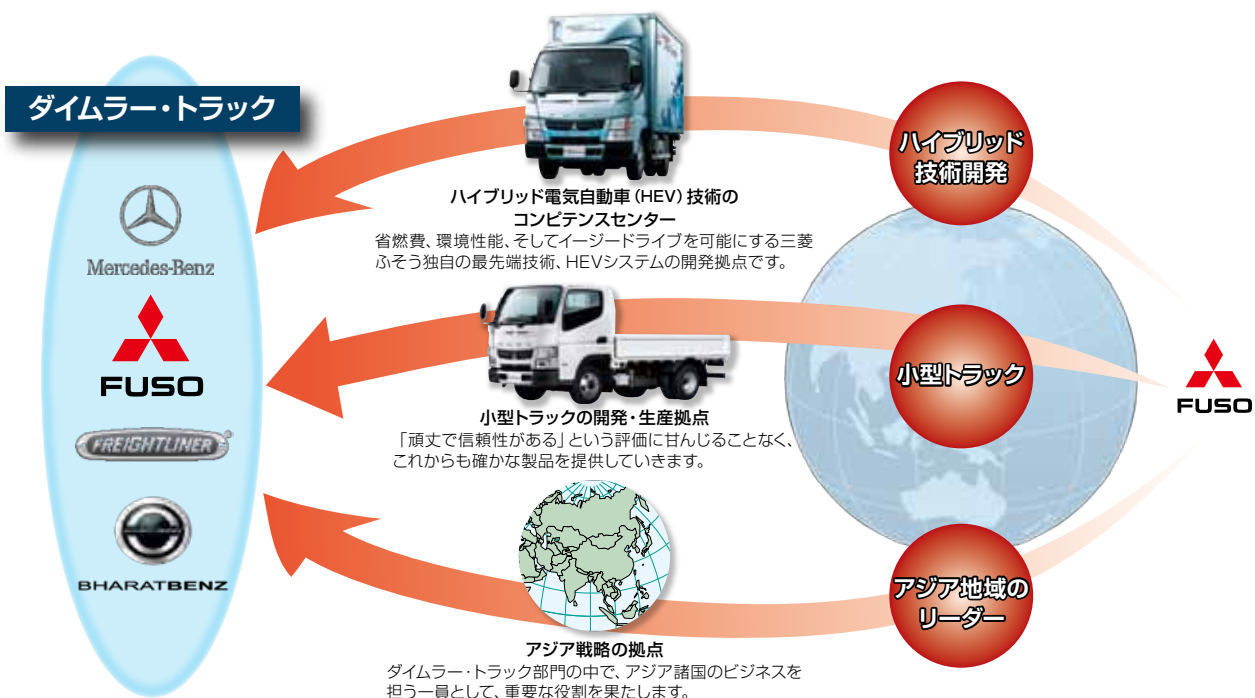 ダイムラー・トラック
Mercedes-Benz
FUSO
FREIGHTLINER
BHARATBENZ
ハイブリッド電気自動車(HEV)技術の
コンピテンスセンター
省燃費、環境性能、そしてイージードライブを可能にする三菱
ふそう独自の最先端技術、HEVシステムの開発拠点です。
小型トラックの開発・生産拠点
「頑丈で信頼性がある」という評価に甘んじることなく、
これからも確かな製品を提供していきます。
アジア戦略の拠点
ダイムラー・トラック部門の中で、アジア諸国のビジネスを
担う一員として、重要な役割を果たします。
ハイブリッド
技術開発
小型トラック
アジア地域の
リーダー
FUSO